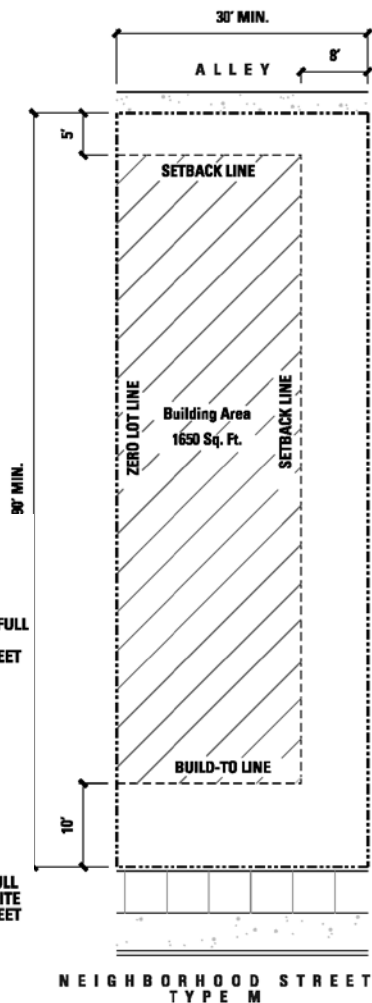 30' MIN.
8'
ALLEY
5'
SETBACK LINE
ZERO LOT LINE
Building Area
1650 Sq. Ft.
SETBACK LINE
90' MIN.
FULL
EET
BUILD-TO LINE
10'
ULL
ITE
EET
NEIGHBORHOOD STREET
TYPE M